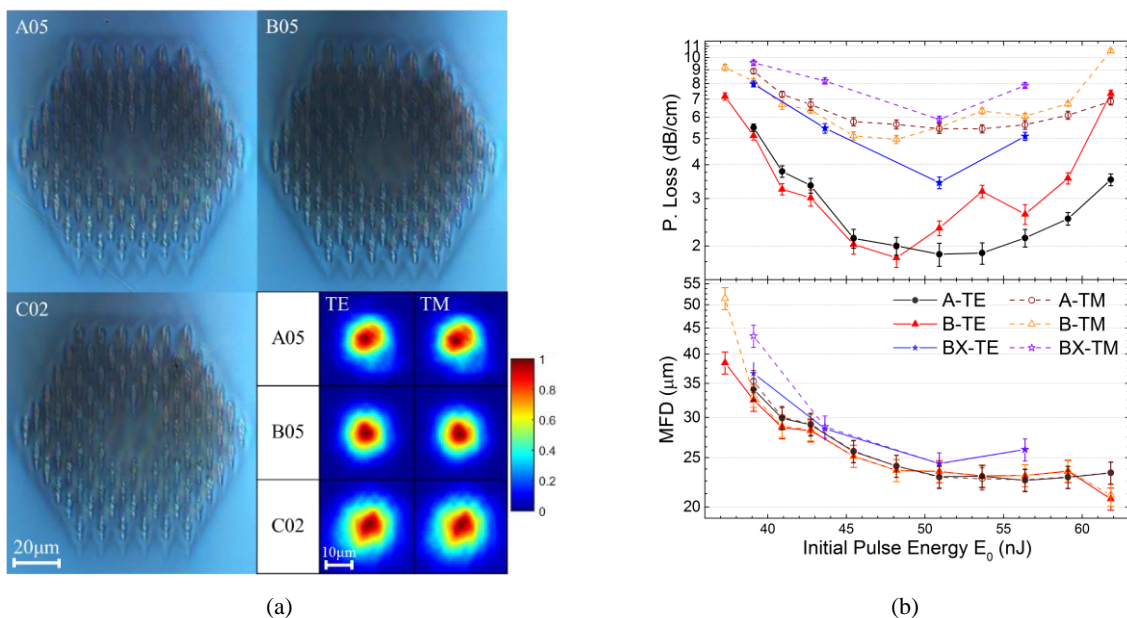 A05
B05
C02
20μm
TE
TM
A05
B05
C02
10μm
1
0.8
0.6
0.4
0.2
0
(a)
P. Loss (dB/cm)
11
10
9
8
7
6
5
4
3
2
MFD (μm)
55
50
45
40
35
30
25
20
A-TE
A-TM
B-TE
B-TM
BX-TE
BX-TM
40
45
50
55
60
Initial Pulse Energy E₀ (nJ)
(b)